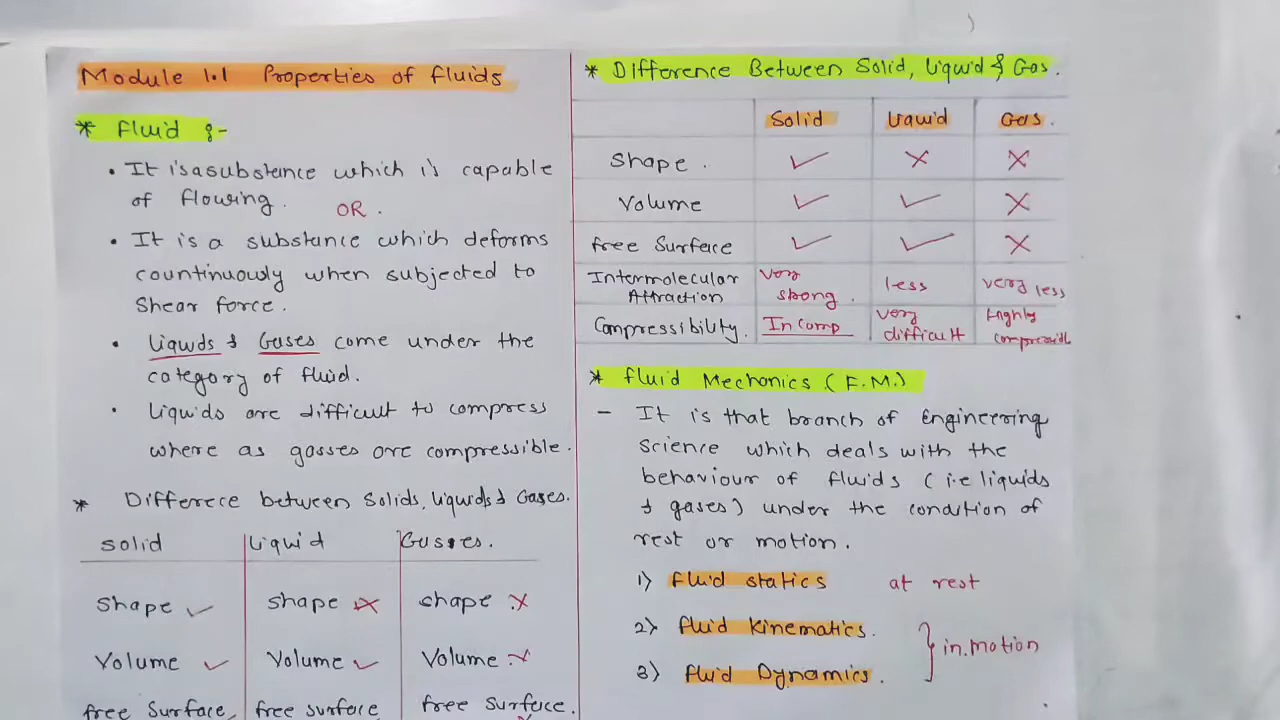 Module 1.1 Properties of fluids
* Fluid :-
• It is a substance which is capable
of flowing. OR.
• It is a substance which deforms
countinuously when subjected to
Shear force.
• Liquids & Gases come under the
category of fluid.
• Liquids are difficult to compress
where as gasses are compressible.
* Differece between Solids, liquids & Gases.
Solid Liquid Gasses.
Shape ✓ Shape ✗ Shape ✗
Volume ✓ Volume ✓ Volume ✗
free Surface free surface free Surface.
* Difference Between Solid, Liquid & Gas.
Solid Liquid Gas.
Shape. ✓ ✗ ✗
Volume ✓ ✓ ✗
free Surface ✓ ✓ ✗
Intermolecular Attraction very strong. less very less
Compressibility. Incomp very difficult Highly
* Fluid Mechanics (F.M.)
- It is that branch of Engineering
science which deals with the
behaviour of fluids (i.e liquids
& gases) under the condition of
rest or motion.
1) fluid statics at rest
2) fluid kinematics.
3) fluid Dynamics. } in motion